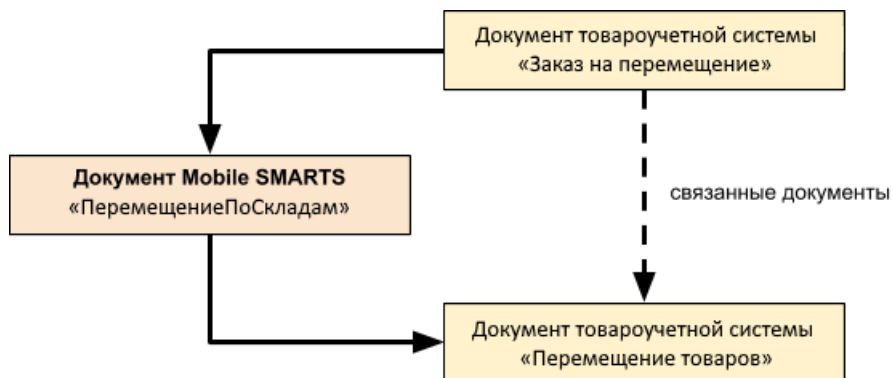 Документ товароучетной системы
«Заказ на перемещение»
Документ Mobile SMARTS
«ПеремещениеПоСкладам»
связанные документы
Документ товароучетной системы
«Перемещение товаров»